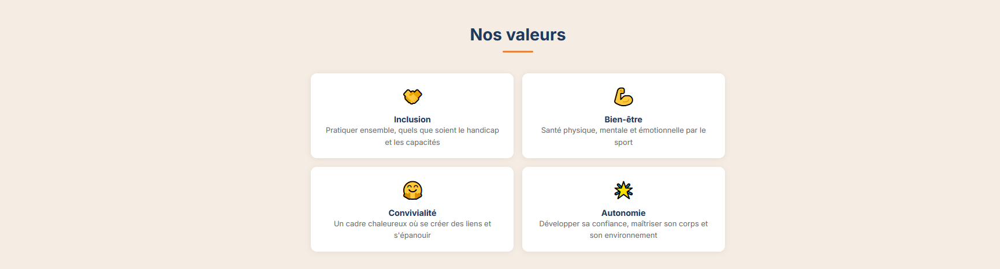 Nos valeurs
Inclusion
Pratiquer ensemble, quels que soient le handicap
et les capacités
Bien-être
Santé physique, mentale et émotionnelle par le
sport
Convivialité
Un cadre chaleureux où se créer des liens et
s'épanouir
Autonomie
Développer sa confiance, maîtriser son corps et
son environnement